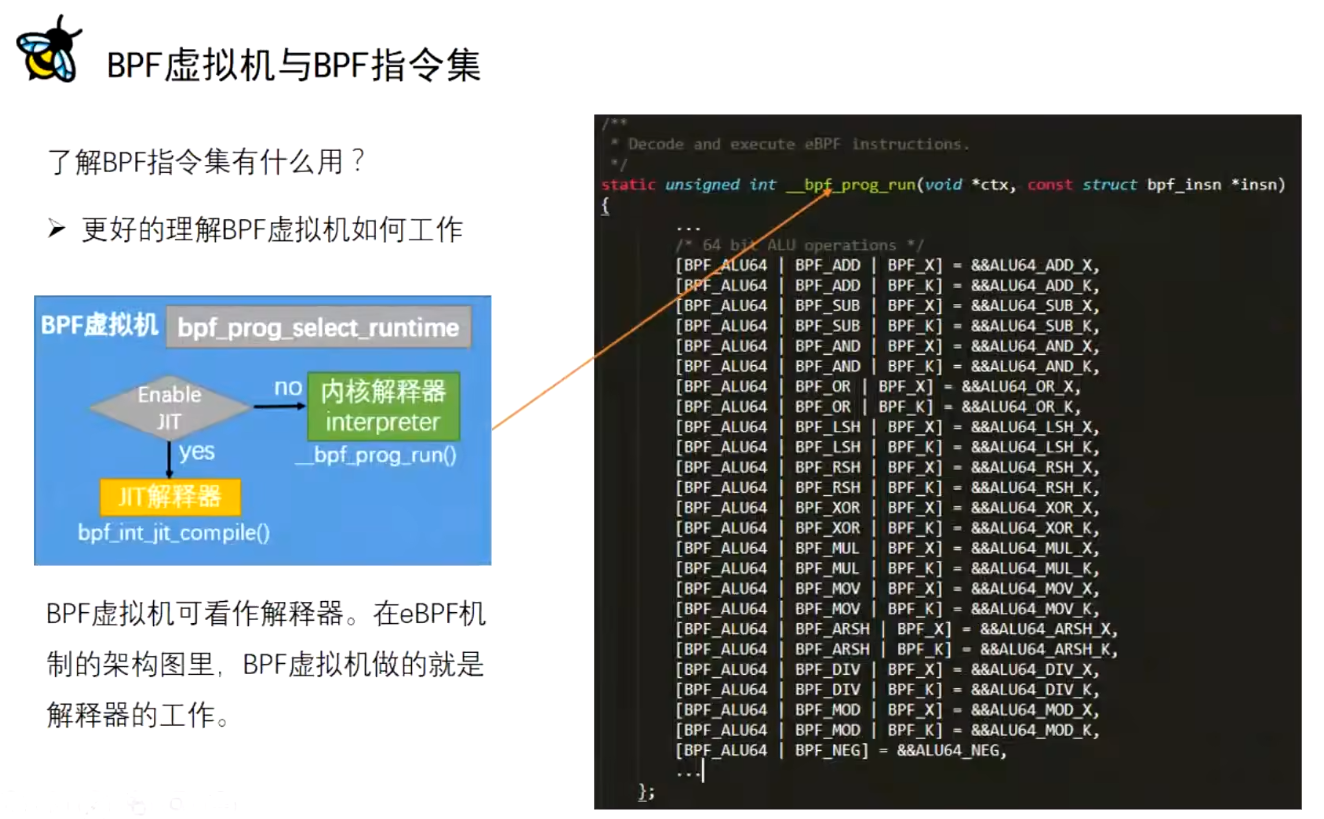 BPF虚拟机与BPF指令集
了解BPF指令集有什么用？
➤ 更好的理解BPF虚拟机如何工作
BPF虚拟机 bpf_prog_select_runtime
Enable
JIT
no
内核解释器
interpreter
__bpf_prog_run()
yes
JIT解释器
bpf_int_jit_compile()
BPF虚拟机可看作解释器。在eBPF机
制的架构图里，BPF虚拟机做的就是
解释器的工作。
/**
 * Decode and execute eBPF instructions.
 */
static unsigned int __bpf_prog_run(void *ctx, const struct bpf_insn *insn)
{
...
/* 64 bit ALU operations */
[BPF_ALU64 | BPF_ADD | BPF_X] = &&ALU64_ADD_X,
[BPF_ALU64 | BPF_ADD | BPF_K] = &&ALU64_ADD_K,
[BPF_ALU64 | BPF_SUB | BPF_X] = &&ALU64_SUB_X,
[BPF_ALU64 | BPF_SUB | BPF_K] = &&ALU64_SUB_K,
[BPF_ALU64 | BPF_AND | BPF_X] = &&ALU64_AND_X,
[BPF_ALU64 | BPF_AND | BPF_K] = &&ALU64_AND_K,
[BPF_ALU64 | BPF_OR | BPF_X] = &&ALU64_OR_X,
[BPF_ALU64 | BPF_OR | BPF_K] = &&ALU64_OR_K,
[BPF_ALU64 | BPF_LSH | BPF_X] = &&ALU64_LSH_X,
[BPF_ALU64 | BPF_LSH | BPF_K] = &&ALU64_LSH_K,
[BPF_ALU64 | BPF_RSH | BPF_X] = &&ALU64_RSH_X,
[BPF_ALU64 | BPF_RSH | BPF_K] = &&ALU64_RSH_K,
[BPF_ALU64 | BPF_XOR | BPF_X] = &&ALU64_XOR_X,
[BPF_ALU64 | BPF_XOR | BPF_K] = &&ALU64_XOR_K,
[BPF_ALU64 | BPF_MUL | BPF_X] = &&ALU64_MUL_X,
[BPF_ALU64 | BPF_MUL | BPF_K] = &&ALU64_MUL_K,
[BPF_ALU64 | BPF_MOV | BPF_X] = &&ALU64_MOV_X,
[BPF_ALU64 | BPF_MOV | BPF_K] = &&ALU64_MOV_K,
[BPF_ALU64 | BPF_ARSH | BPF_X] = &&ALU64_ARSH_X,
[BPF_ALU64 | BPF_ARSH | BPF_K] = &&ALU64_ARSH_K,
[BPF_ALU64 | BPF_DIV | BPF_X] = &&ALU64_DIV_X,
[BPF_ALU64 | BPF_DIV | BPF_K] = &&ALU64_DIV_K,
[BPF_ALU64 | BPF_MOD | BPF_X] = &&ALU64_MOD_X,
[BPF_ALU64 | BPF_MOD | BPF_K] = &&ALU64_MOD_K,
[BPF_ALU64 | BPF_NEG] = &&ALU64_NEG,
...
};